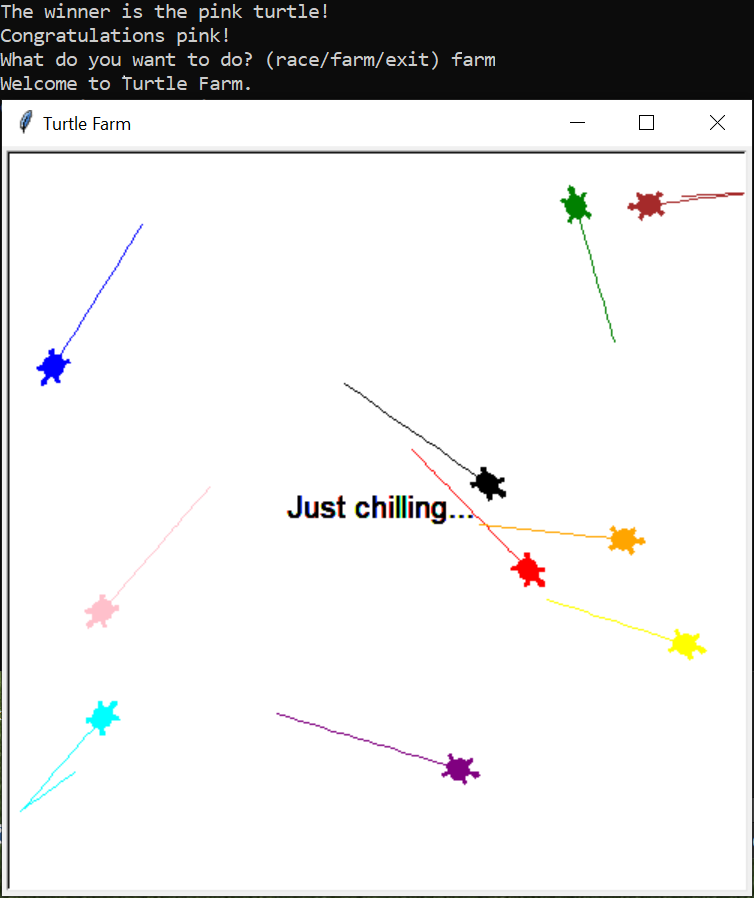 The winner is the pink turtle!
Congratulations pink!
What do you want to do? (race/farm/exit) farm
Welcome to Turtle Farm.
Turtle Farm
Just chilling...